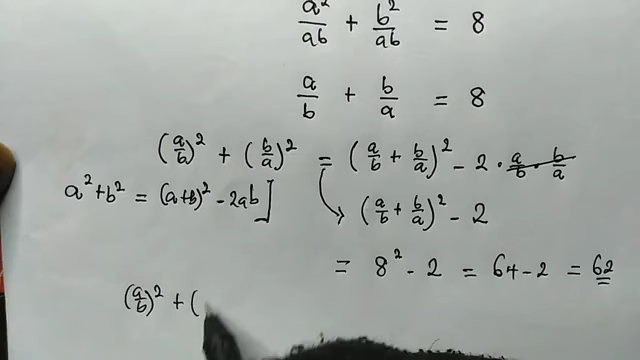 a²/ab + b²/ab = 8
a/b + b/a = 8
(a/b)² + (b/a)² = (a/b + b/a)² - 2 · a/b · b/a
a² + b² = (a+b)² - 2ab]
(a/b + b/a)² - 2
= 8² - 2 = 64 - 2 = 62
(a/b)² + (